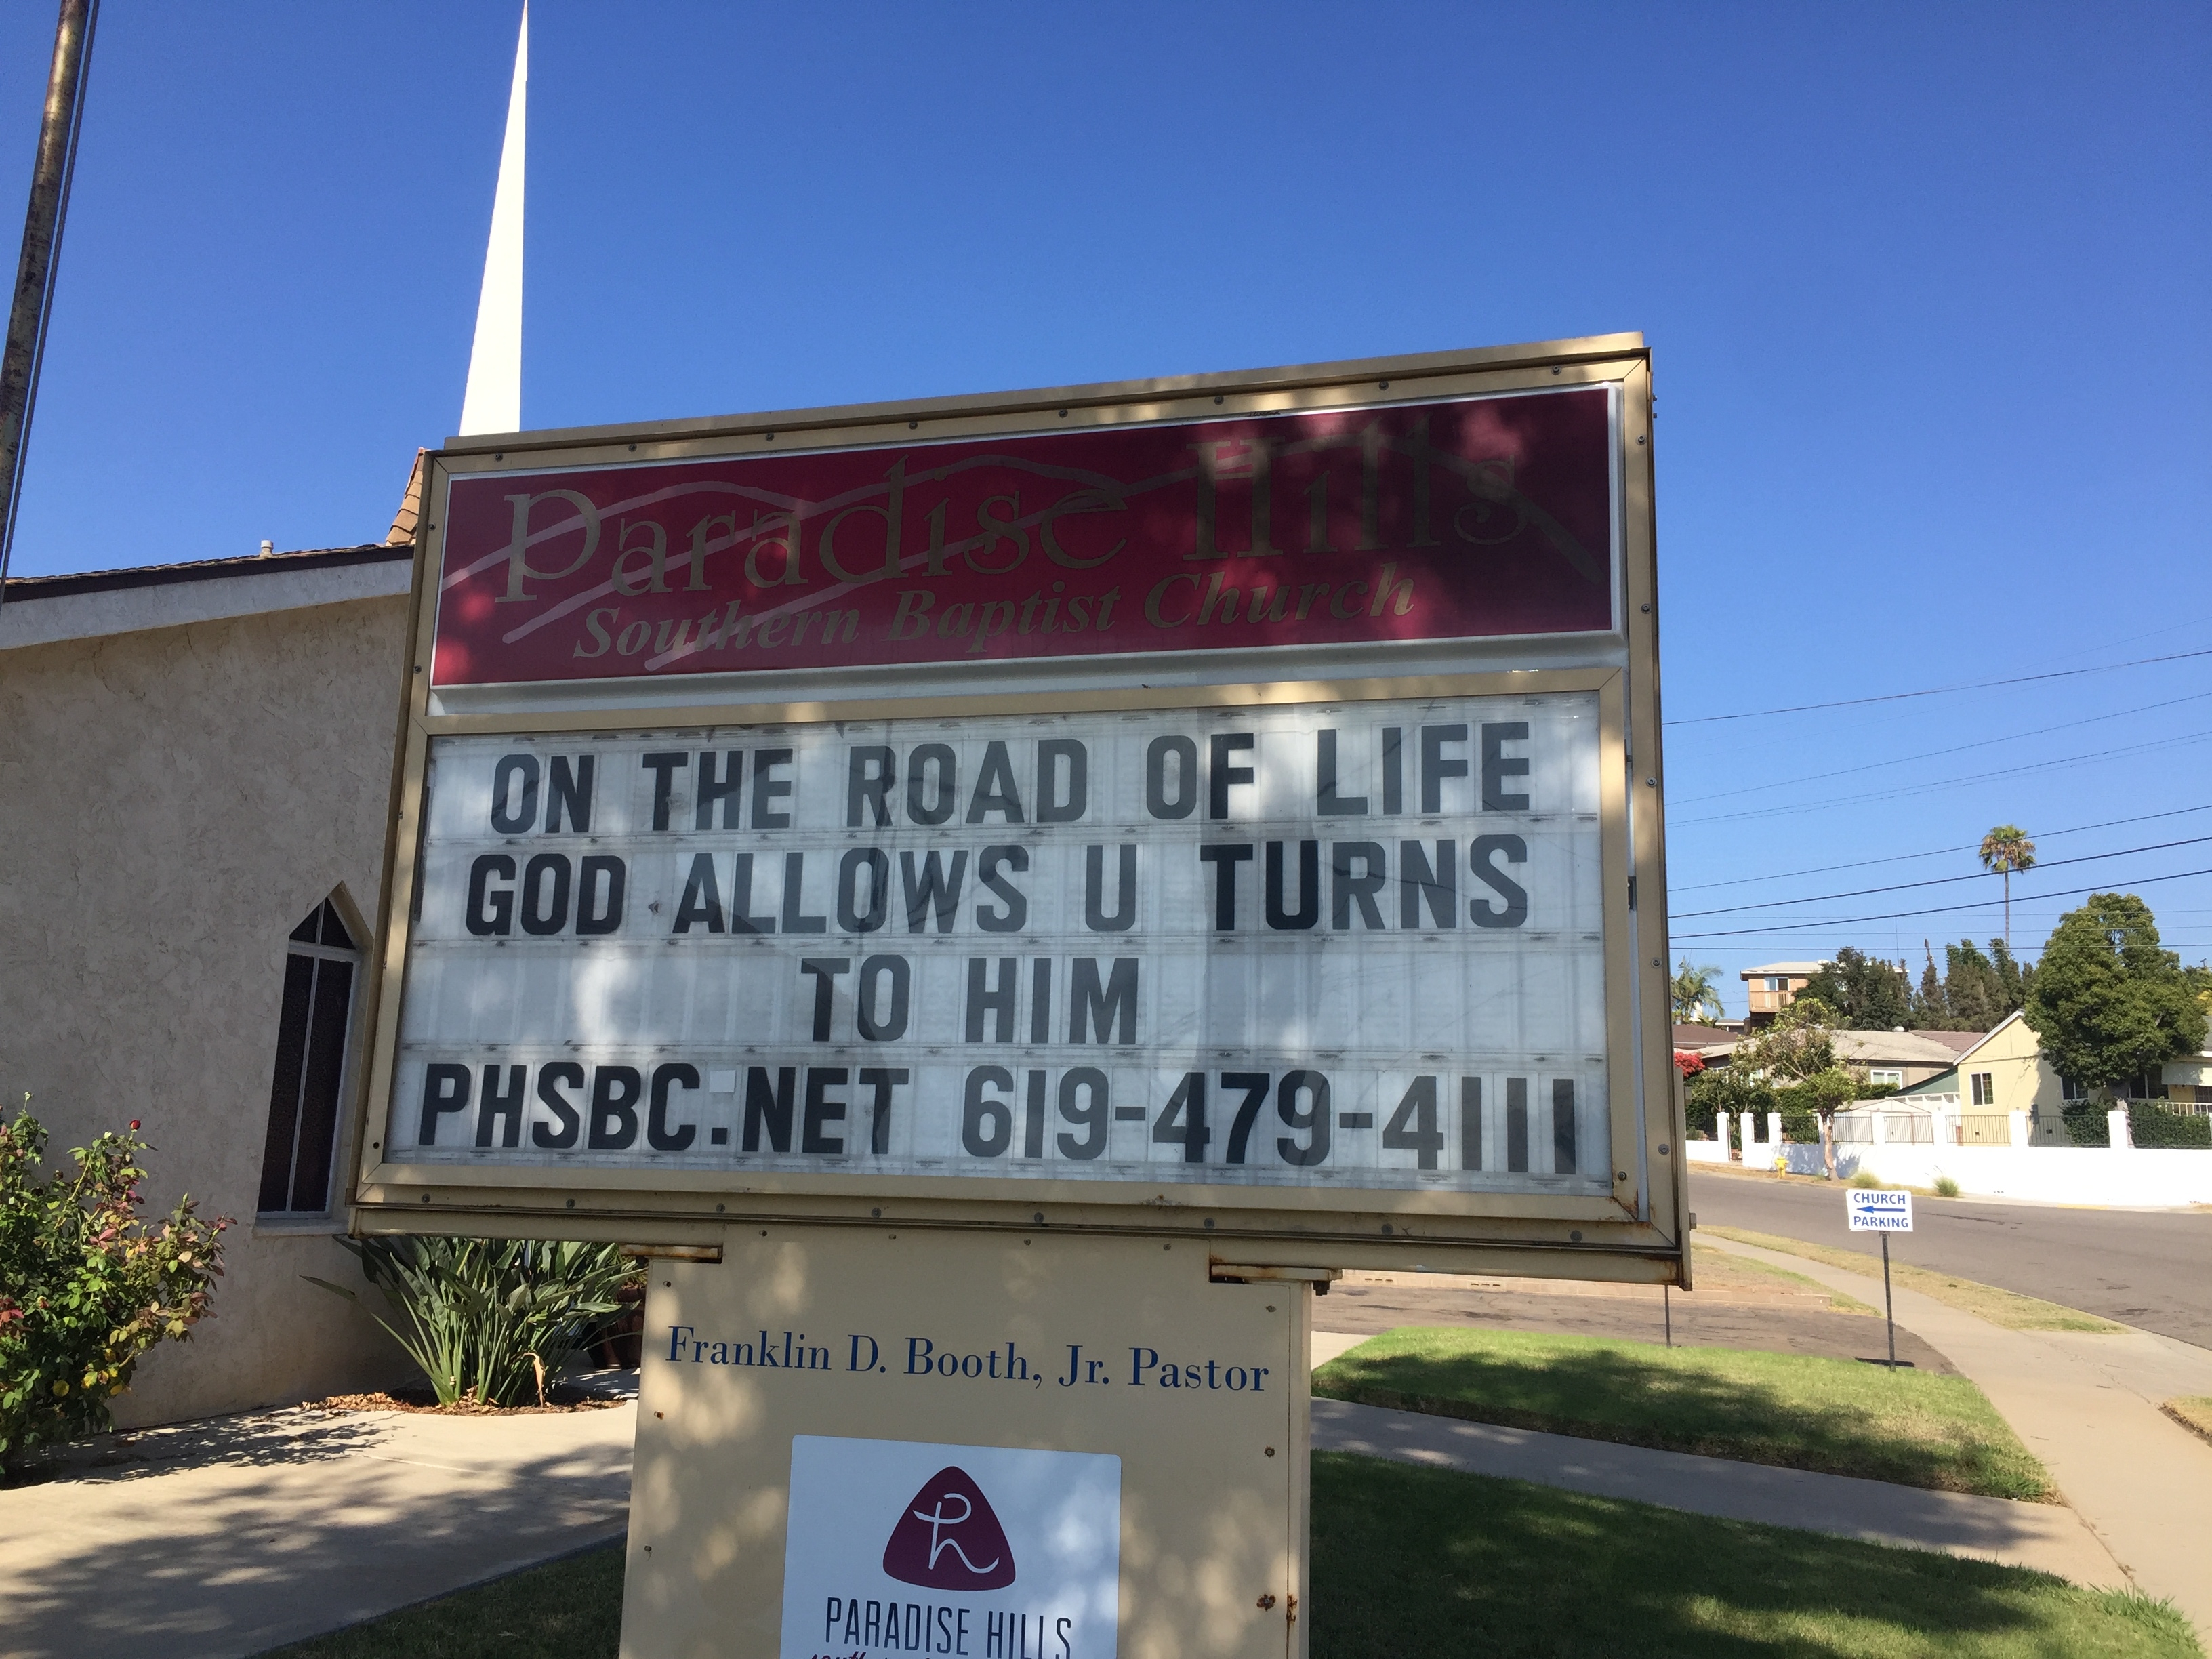 Paradise Hills
Southern Baptist Church
ON THE ROAD OF LIFE
GOD ALLOWS U TURNS
TO HIM
PHSBC.NET 619-479-4111
CHURCH
PARKING
Franklin D. Booth, Jr. Pastor
Ph
PARADISE HILLS